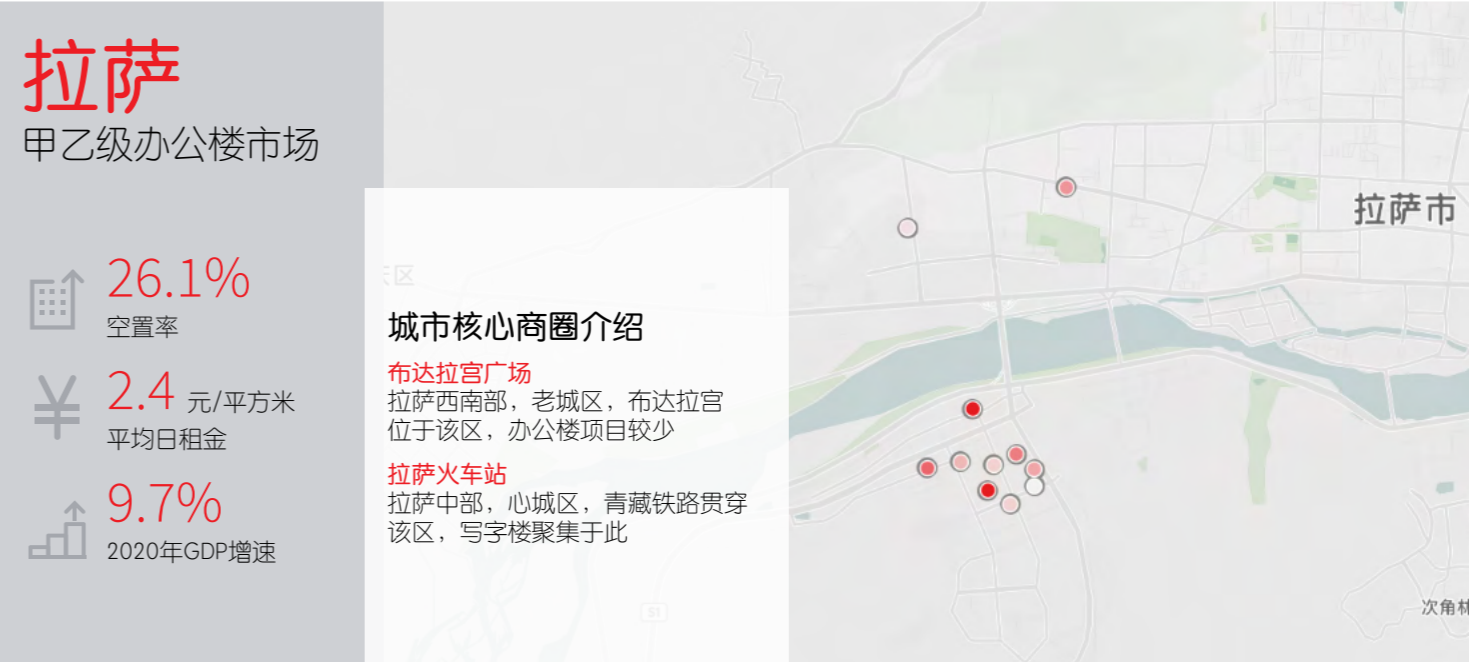 拉萨
甲乙级办公楼市场
26.1%
空置率
2.4 元/平方米
平均日租金
9.7%
2020年GDP增速
城市核心商圈介绍
布达拉宫广场
拉萨西南部，老城区，布达拉宫
位于该区，办公楼项目较少
拉萨火车站
拉萨中部，心城区，青藏铁路贯穿
该区，写字楼聚集于此
区
S1
拉萨市
次角林